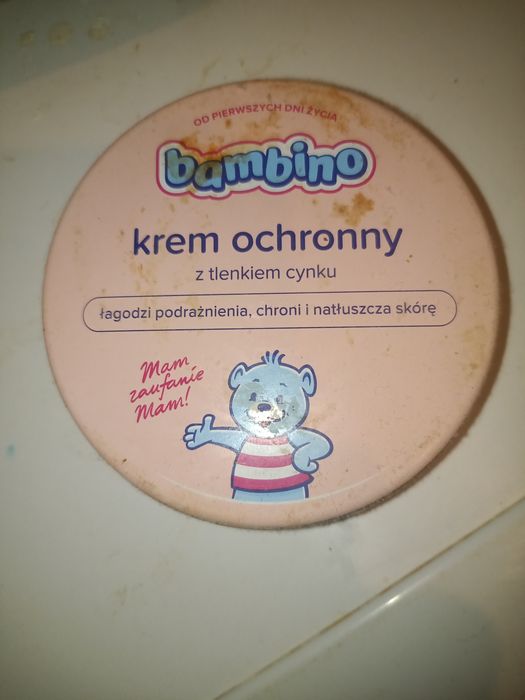 OD PIERWSZYCH DNI ŻYCIA
bambino
krem ochronny
z tlenkiem cynku
łagodzi podrażnienia, chroni i natłuszcza skórę
Mam
zaufanie
Mam!